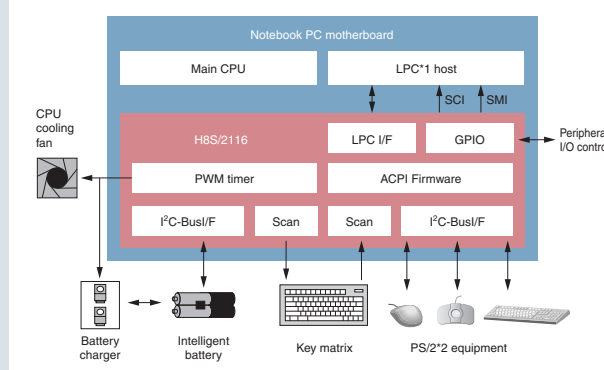 Notebook PC motherboard
Main CPU
LPC*1 host
SCI
SMI
CPU
cooling
fan
H8S/2116
LPC I/F
GPIO
I/O
PWM timer
ACPI Firmware
I²C-BusI/F
Scan
Scan
I²C-BusI/F
Battery
charger
Intelligent
battery
Key matrix
PS/2*2 equipment